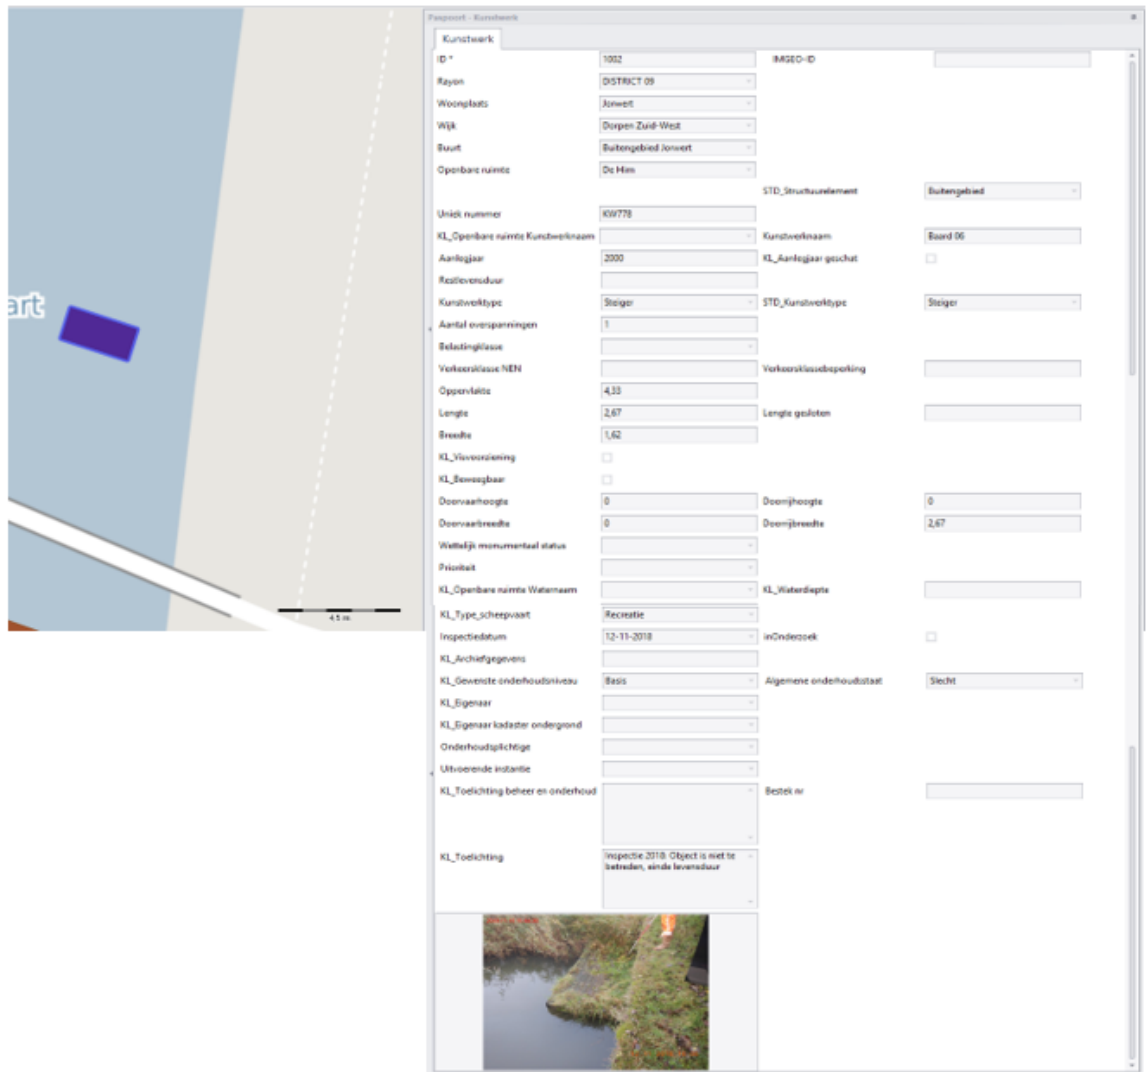 Paspoort - Kunstwerk
Kunstwerk
ID * 1002 IMGEO-ID
Rayon DISTRICT 09
Woonplaats Jorwert
Wijk Dorpen Zuid-West
Buurt Buitengebied Jorwert
Openbare ruimte De Him
STD_Structuurelement Buitengebied
Uniek nummer KW778
KL_Openbare ruimte Kunstwerknaam Kunstwerknaam Baard 06
Aanlegjaar 2000 KL_Aanlegjaar geschat
Restlevensduur
Kunstwerktype Steiger STD_Kunstwerktype Steiger
art
Aantal overspanningen 1
Belastingklasse
Verkeersklasse NEN Verkeersklassebeperking
Oppervlakte 4,33
Lengte 2,67 Lengte gesloten
Breedte 1,62
KL_Visvoorziening
KL_Beweegbaar
Doorvaarhoogte 0 Doorrijhoogte 0
Doorvaarbreedte 0 Doorrijbreedte 2,67
Wettelijk monumentaal status
Prioriteit
KL_Openbare ruimte Waternaam KL_Waterdiepte
KL_Type_scheepvaart Recreatie
4.5 m
Inspectiedatum 12-11-2018 inOnderzoek
KL_Archiefgegevens
KL_Gewenste onderhoudsniveau Basis Algemene onderhoudsstaat Slecht
KL_Eigenaar
KL_Eigenaar kadaster ondergrond
Onderhoudsplichtige
Uitvoerende instantie
KL_Toelichting beheer en onderhoud Bestek nr
KL_Toelichting Inspectie 2018: Object is niet te
betreden, einde levensduur